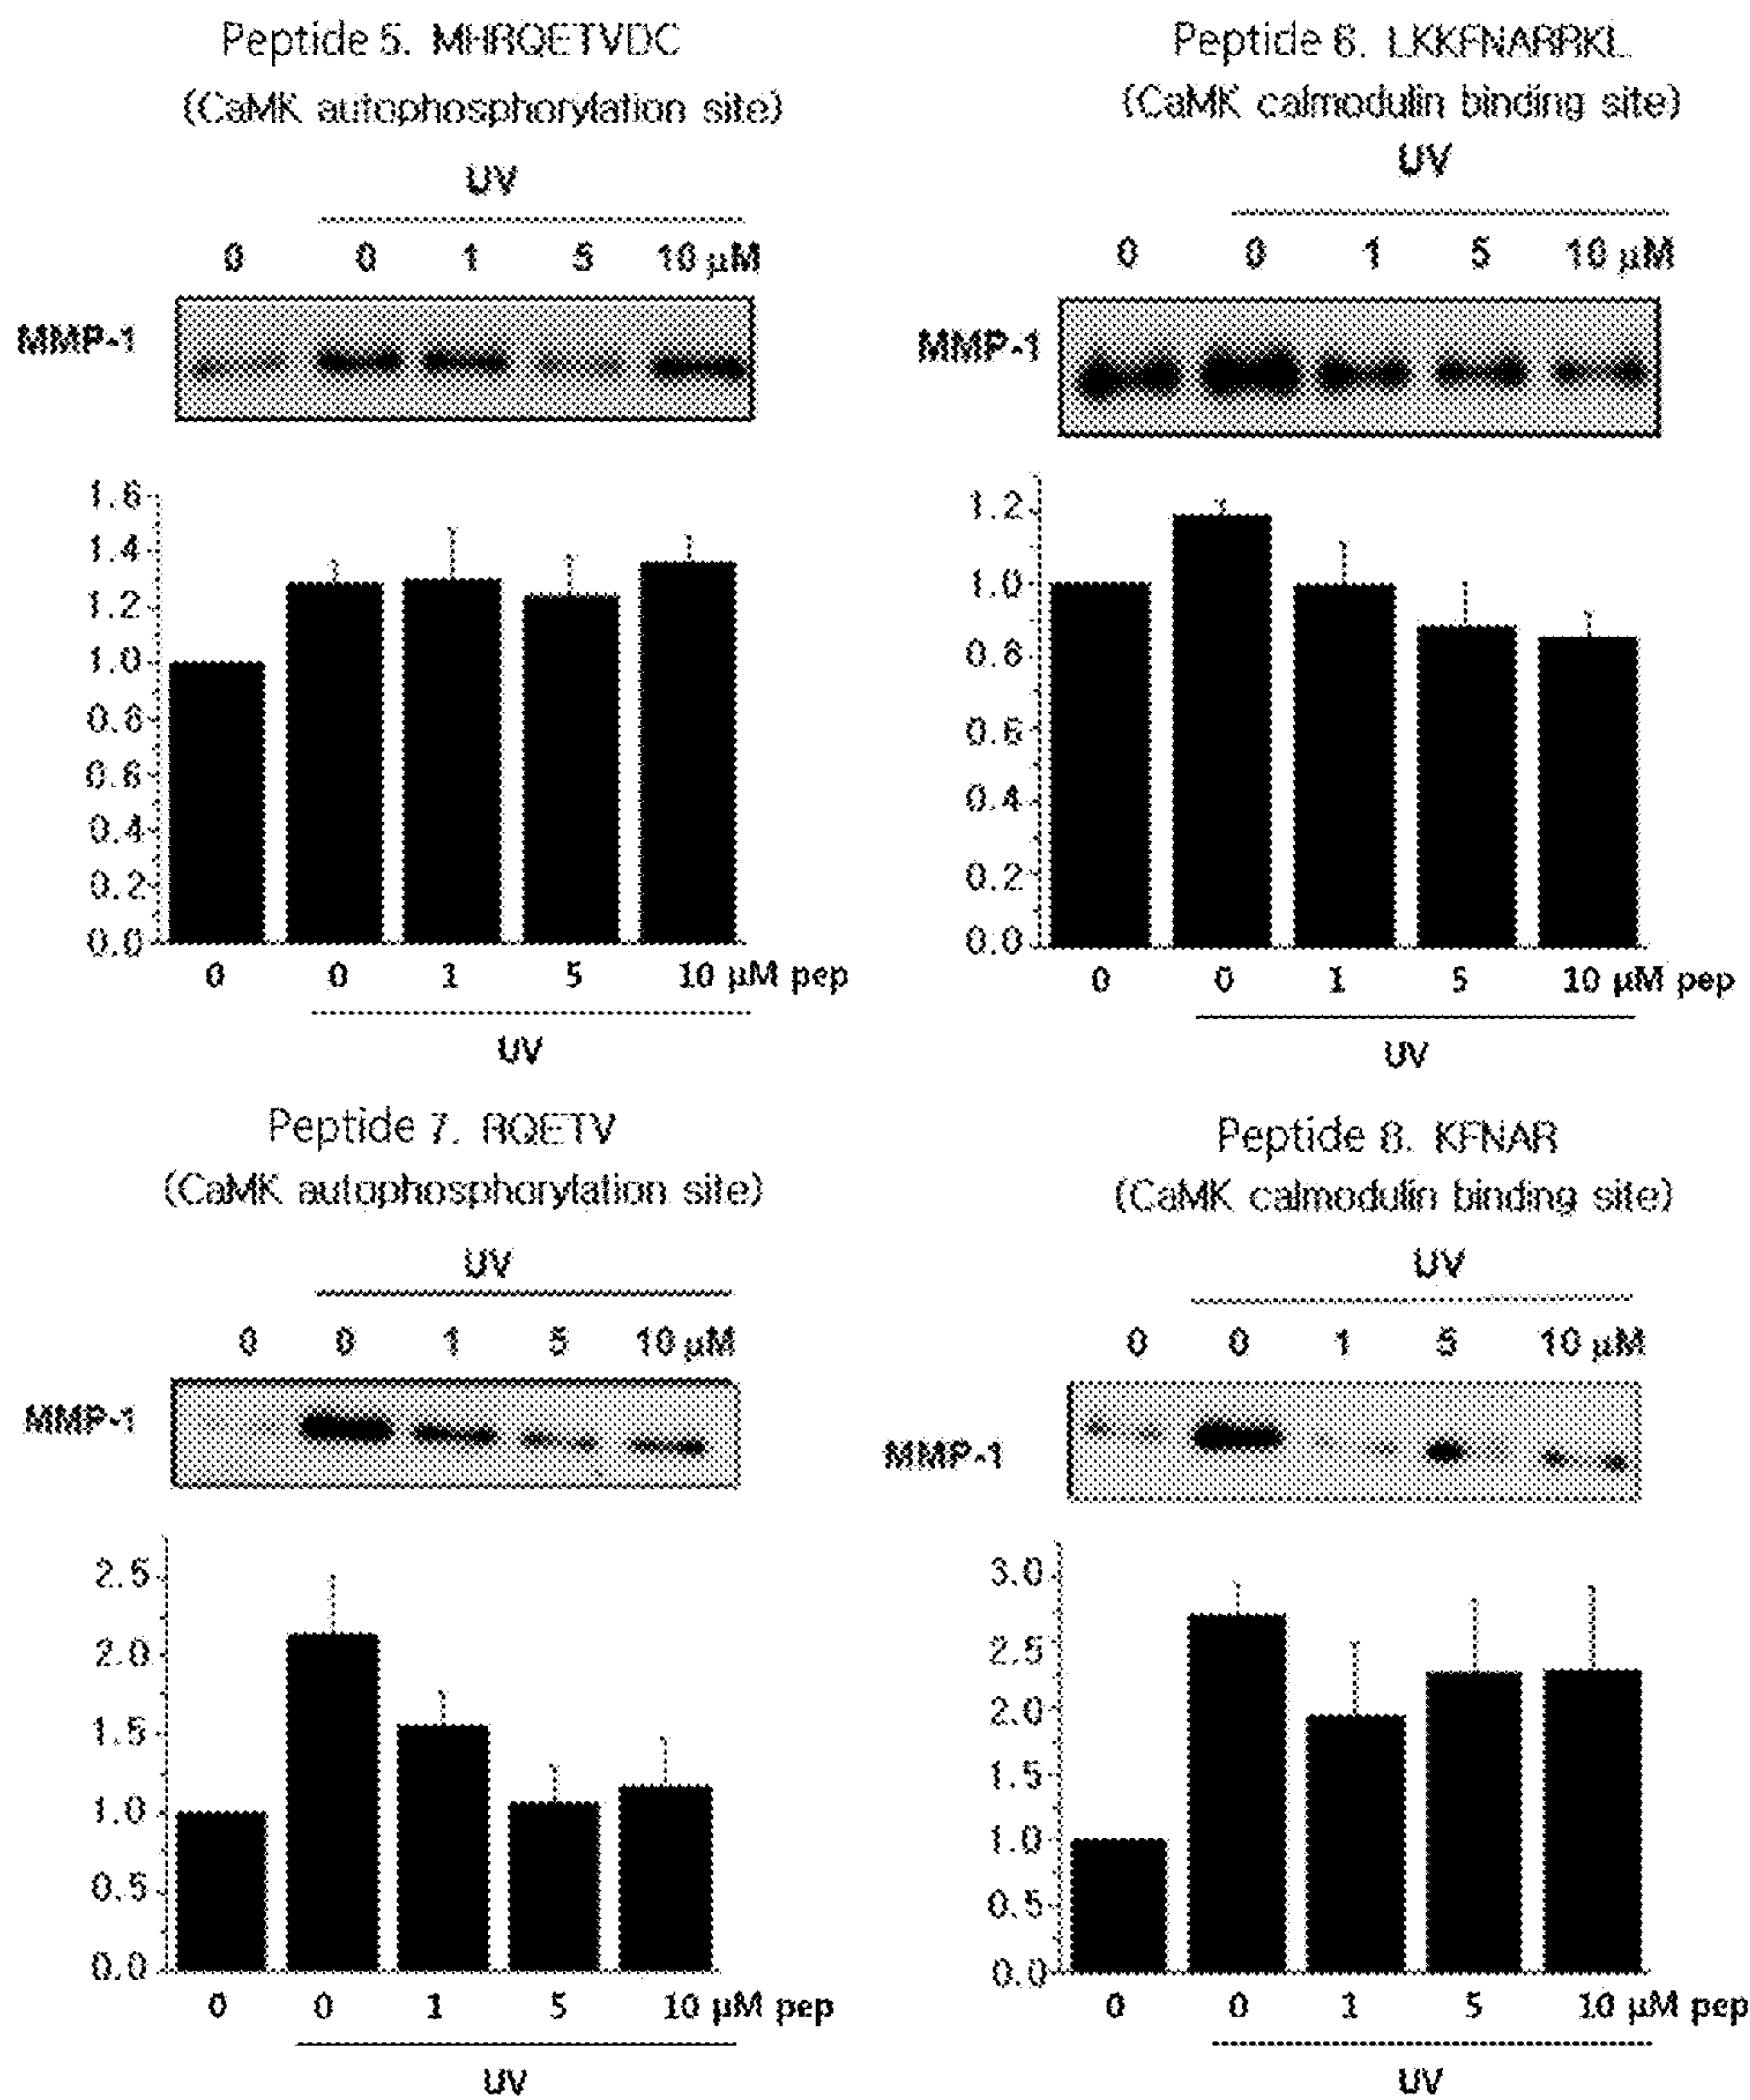 Peptide 5. MHRQETVDC
(CaMK autophosphorylation site)
UV
0 0 1 5 10 µM
MMP-1
1.6
1.4
1.2
1.0
0.8
0.6
0.4
0.2
0.0
0 0 1 5 10 µM pep
UV
Peptide 6. LKKFNARRKL
(CaMK calmodulin binding site)
UV
0 0 1 5 10 µM
MMP-1
1.2
1.0
0.8
0.6
0.4
0.2
0.0
0 0 1 5 10 µM pep
UV
Peptide 7. RQETV
(CaMK autophosphorylation site)
UV
0 0 1 5 10 µM
MMP-1
2.5
2.0
1.5
1.0
0.5
0.0
0 0 1 5 10 µM pep
UV
Peptide 8. KFNAR
(CaMK calmodulin binding site)
UV
0 0 1 5 10 µM
MMP-1
3.0
2.5
2.0
1.5
1.0
0.5
0.0
0 0 1 5 10 µM pep
UV